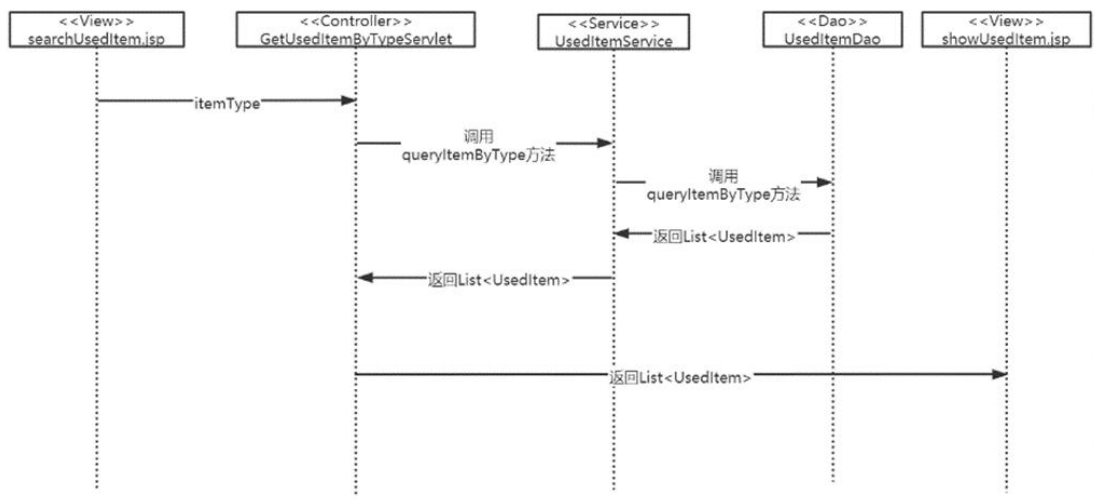 <<View>>
searchUsedItem.jsp
<<Controller>>
GetUsedItemByTypeServlet
<<Service>>
UsedItemService
<<Dao>>
UsedItemDao
<<View>>
showUsedItem.jsp
itemType
调用
queryItemByType方法
调用
queryItemByType方法
返回List<UsedItem>
返回List<UsedItem>
返回List<UsedItem>